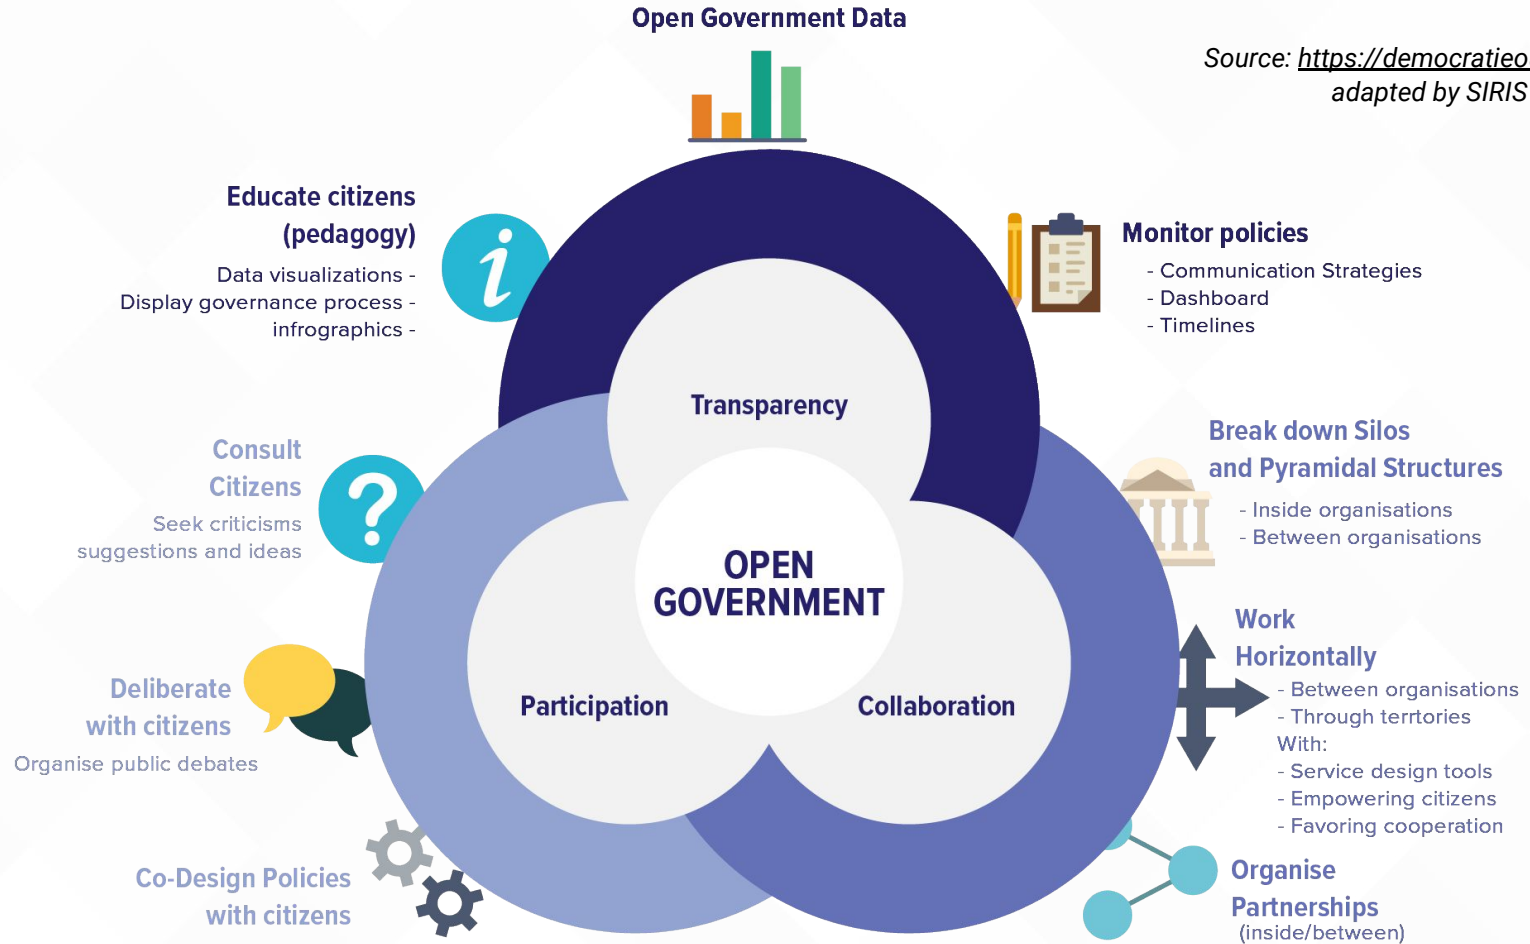 Open Government Data
Source: https://democratieo
adapted by SIRIS
Educate citizens
(pedagogy)
Data visualizations -
Display governance process -
infrographics -
Monitor policies
- Communication Strategies
- Dashboard
- Timelines
Transparency
Consult
Citizens
Seek criticisms
suggestions and ideas
Break down Silos
and Pyramidal Structures
- Inside organisations
- Between organisations
OPEN
GOVERNMENT
Deliberate
with citizens
Organise public debates
Participation
Collaboration
Work
Horizontally
- Between organisations
- Through terrtories
With:
- Service design tools
- Empowering citizens
- Favoring cooperation
Co-Design Policies
with citizens
Organise
Partnerships
(inside/between)